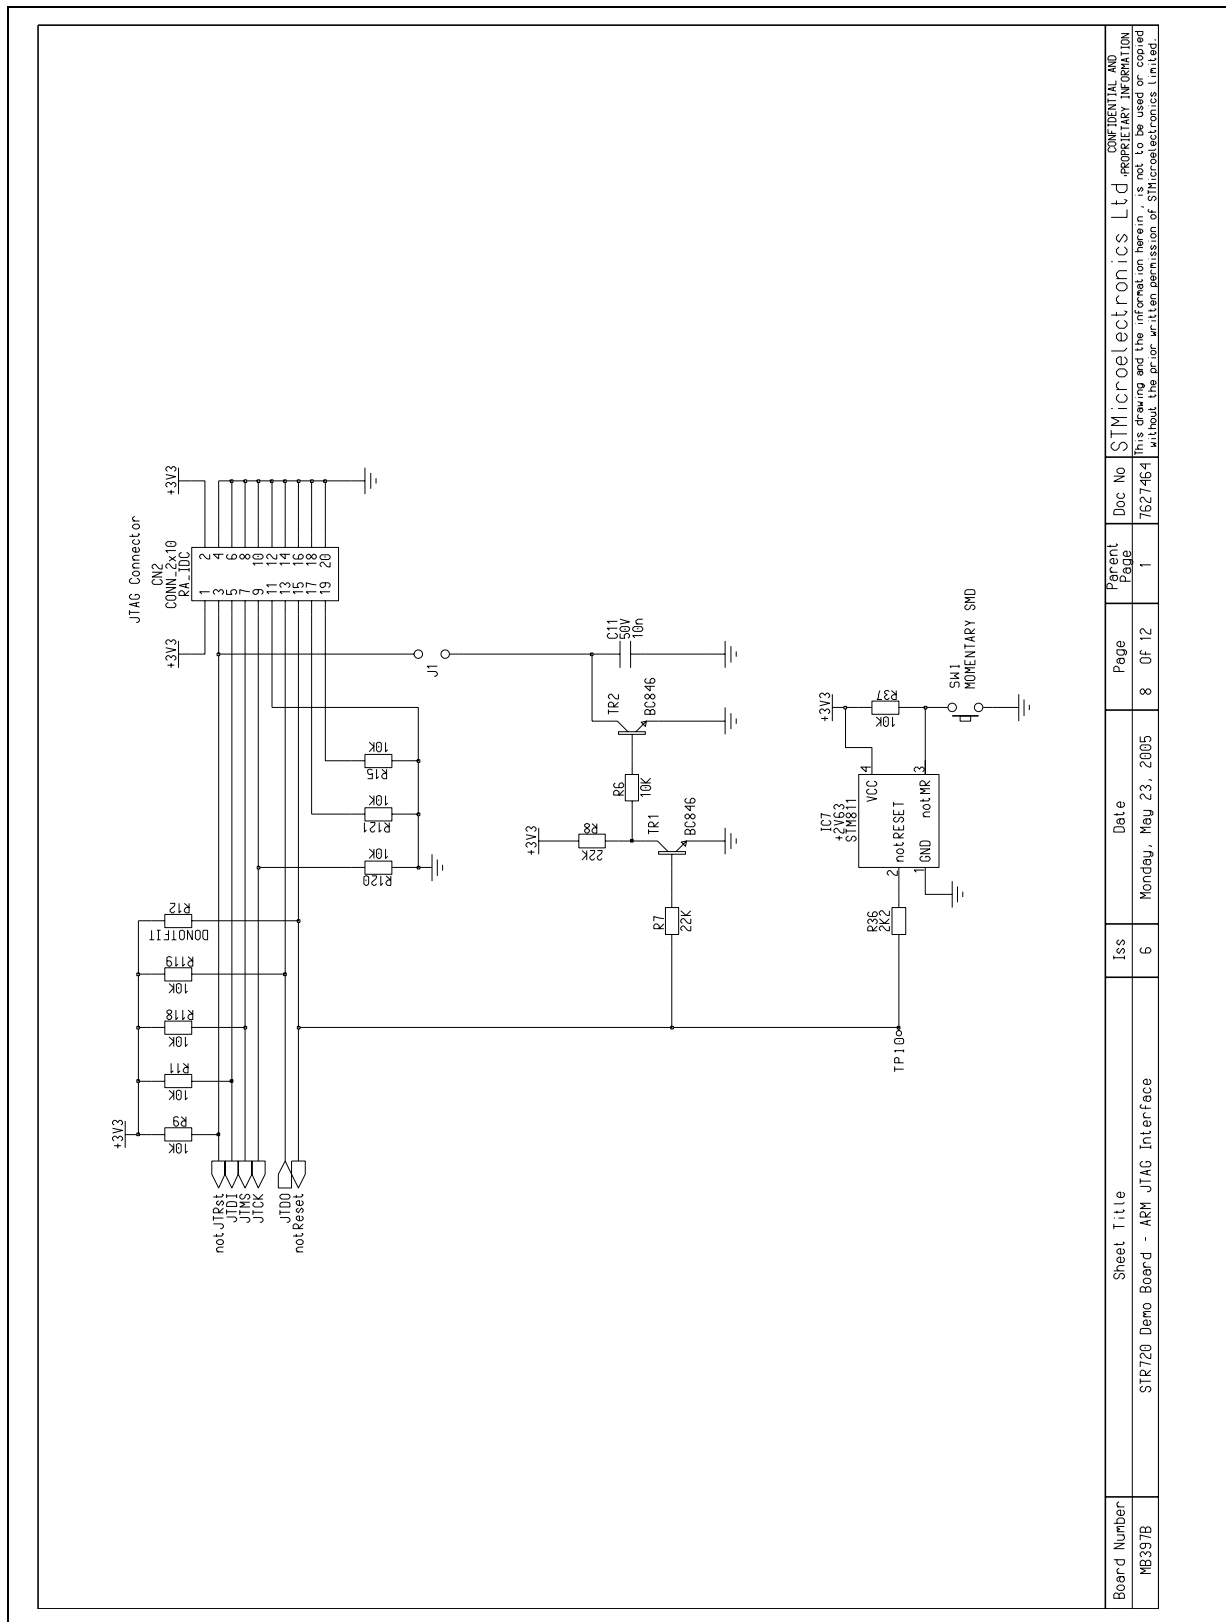 JTAG Connector
CN2
CONN_2x10
RA_IDC
+3V3
+3V3
1 2
3 4
5 6
7 8
9 10
11 12
13 14
15 16
17 18
19 20
+3V3
R9
10K
R11
10K
R118
10K
R119
10K
R12
DONOTFIT
notJTRst
JTDI
JTMS
JTCK
JTDO
notReset
R120
10K
R121
10K
R15
10K
J1
+3V3
R8
22K
R7
22K
TR1
BC846
R6
10K
TR2
BC846
C11
50V
10n
TP10
R36
2K2
IC7
+2V63
STM811
2
notRESET
1
GND
VCC
4
notMR
3
+3V3
R37
10K
SW1
MOMENTARY SMD
Board Number
MB397B
Sheet Title
STR720 Demo Board - ARM JTAG Interface
Iss
6
Date
Monday, May 23, 2005
Page
8 Of 12
Parent Page
1
Doc No
7627464
STMicroelectronics Ltd.
CONFIDENTIAL AND
PROPRIETARY INFORMATION
This drawing and the information herein, is not to be used or copied
without the prior written permission of STMicroelectronics limited.